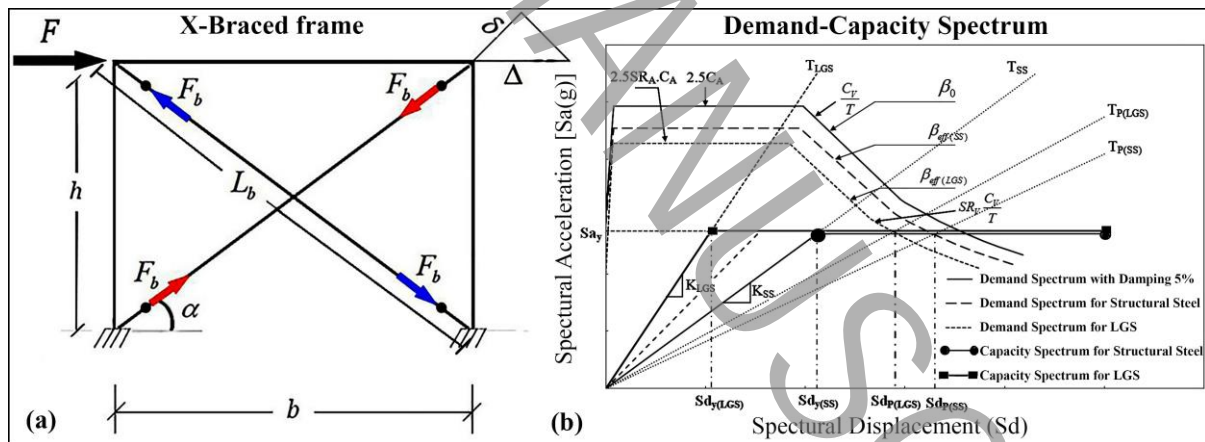 X-Braced frame
F
δ
Δ
F_b
F_b
h
L_b
F_b
F_b
α
b
(a)
Demand-Capacity Spectrum
Spectral Acceleration [Sa(g)]
2.5SR_A.C_A
2.5C_A
T_LGS
T_SS
C_V/T
β_0
T_P(LGS)
β_eff(SS)
T_P(SS)
β_eff(LGS)
SR_V C_V/T
Sa_y
K_LGS
K_SS
Demand Spectrum with Damping 5%
Demand Spectrum for Structural Steel
Demand Spectrum for LGS
Capacity Spectrum for Structural Steel
Capacity Spectrum for LGS
Sd_y(LGS)
Sd_y(SS)
Sd_P(LGS)
Sd_P(SS)
(b)
Spectral Displacement (Sd)